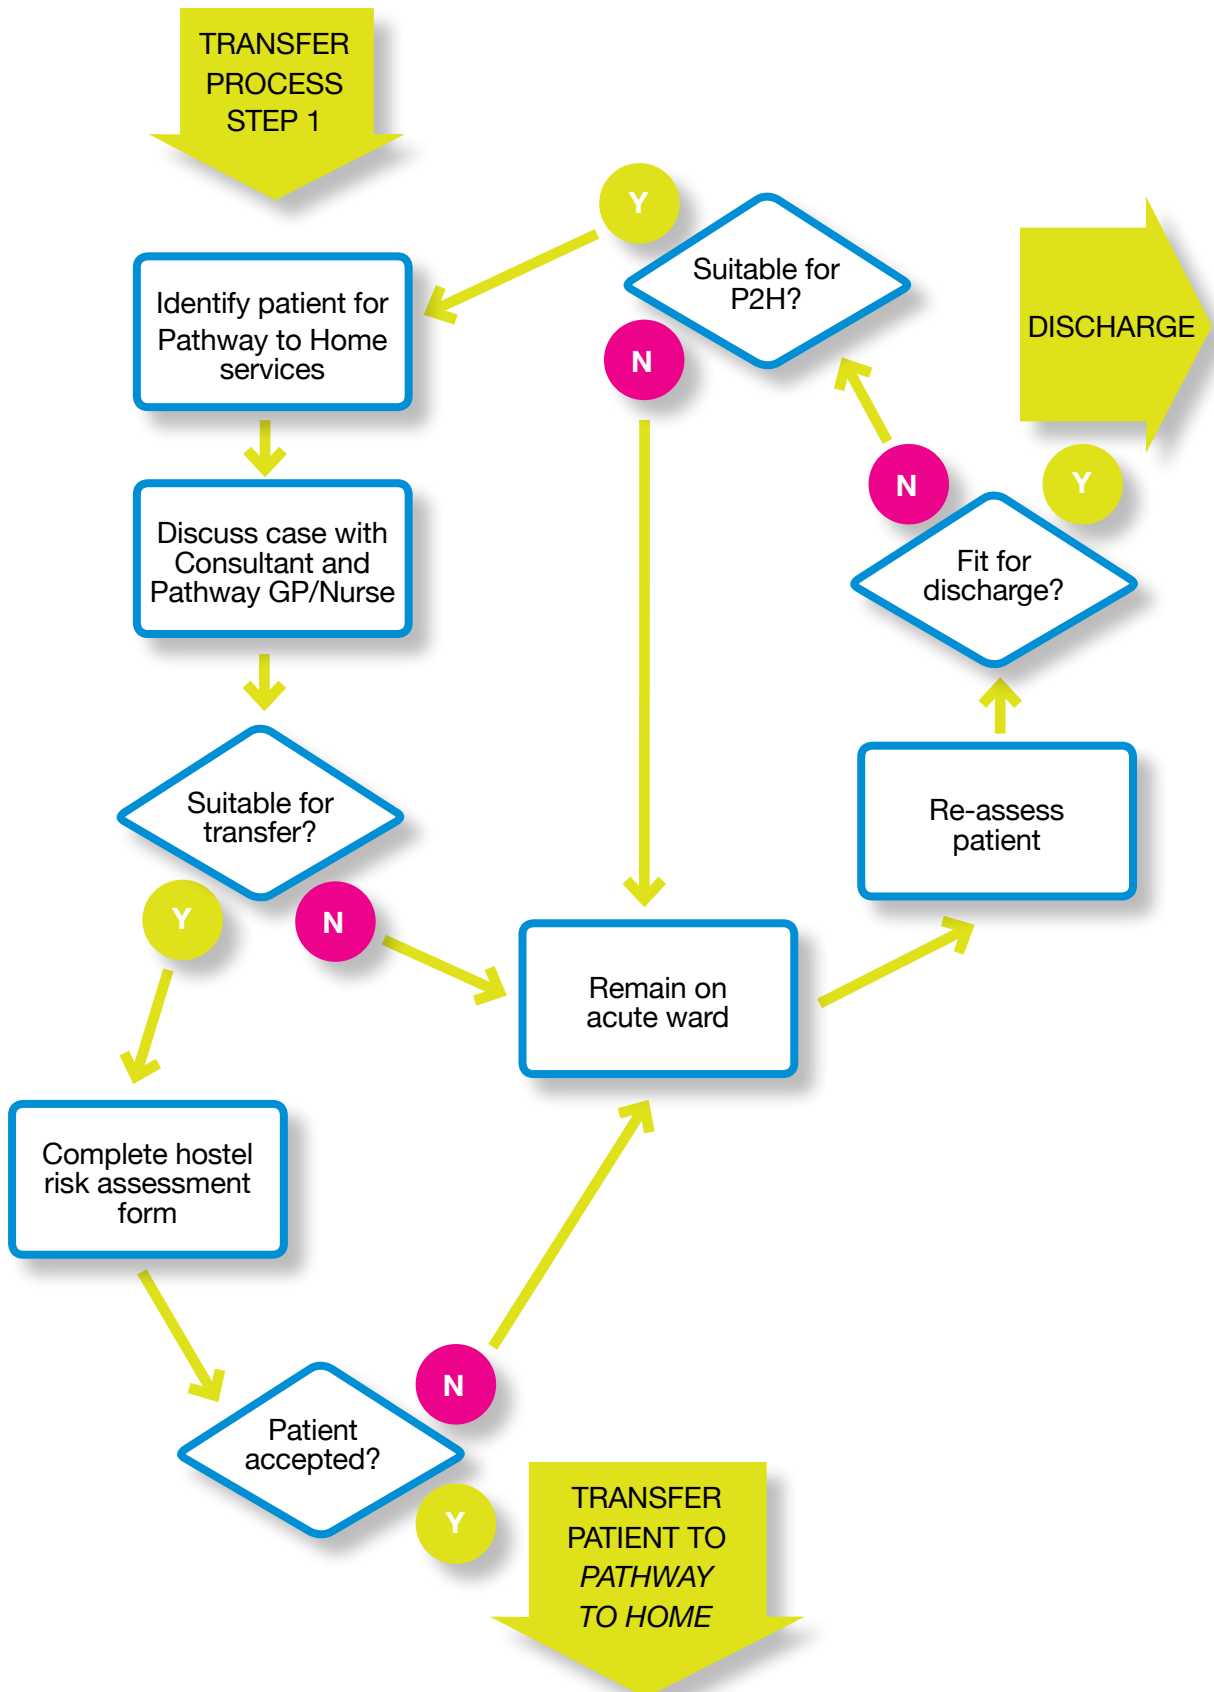 TRANSFER
PROCESS
STEP 1
Y
Suitable for
P2H?
N
DISCHARGE
Identify patient for
Pathway to Home
services
N
Y
Discuss case with
Consultant and
Pathway GP/Nurse
Fit for
discharge?
Suitable for
transfer?
Re-assess
patient
Y
N
Remain on
acute ward
Complete hostel
risk assessment
form
N
Patient
accepted?
Y
TRANSFER
PATIENT TO
PATHWAY
TO HOME